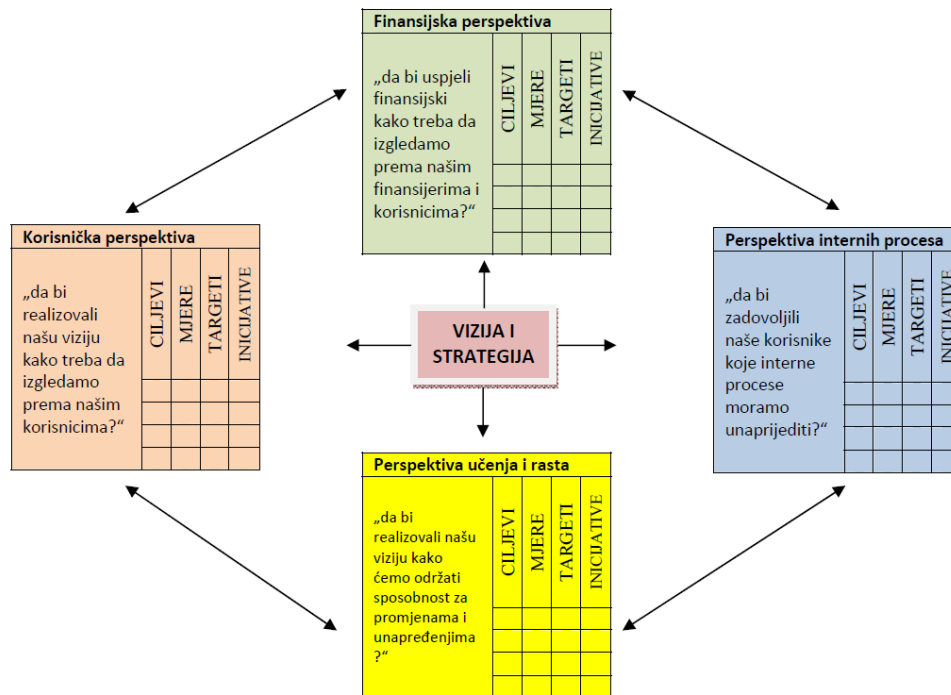 Finansijska perspektiva
„da bi uspjeli
finansijski
kako treba da
izgledamo
prema našim
finansijerima i
korisnicima?“
CILJEVI
MJERE
TARGETI
INICIJATIVE
Korisnička perspektiva
„da bi
realizovali
našu viziju
kako treba da
izgledamo
prema našim
korisnicima?“
CILJEVI
MJERE
TARGETI
INICIJATIVE
VIZIJA I
STRATEGIJA
Perspektiva internih procesa
„da bi
zadovoljili
naše korisnike
koje interne
procese
moramo
unaprijediti?“
CILJEVI
MJERE
TARGETI
INICIJATIVE
Perspektiva učenja i rasta
„da bi
realizovali našu
viziju kako
ćemo održati
sposobnost za
promjenama i
unapređenjima
?“
CILJEVI
MJERE
TARGETI
INICIJATIVE